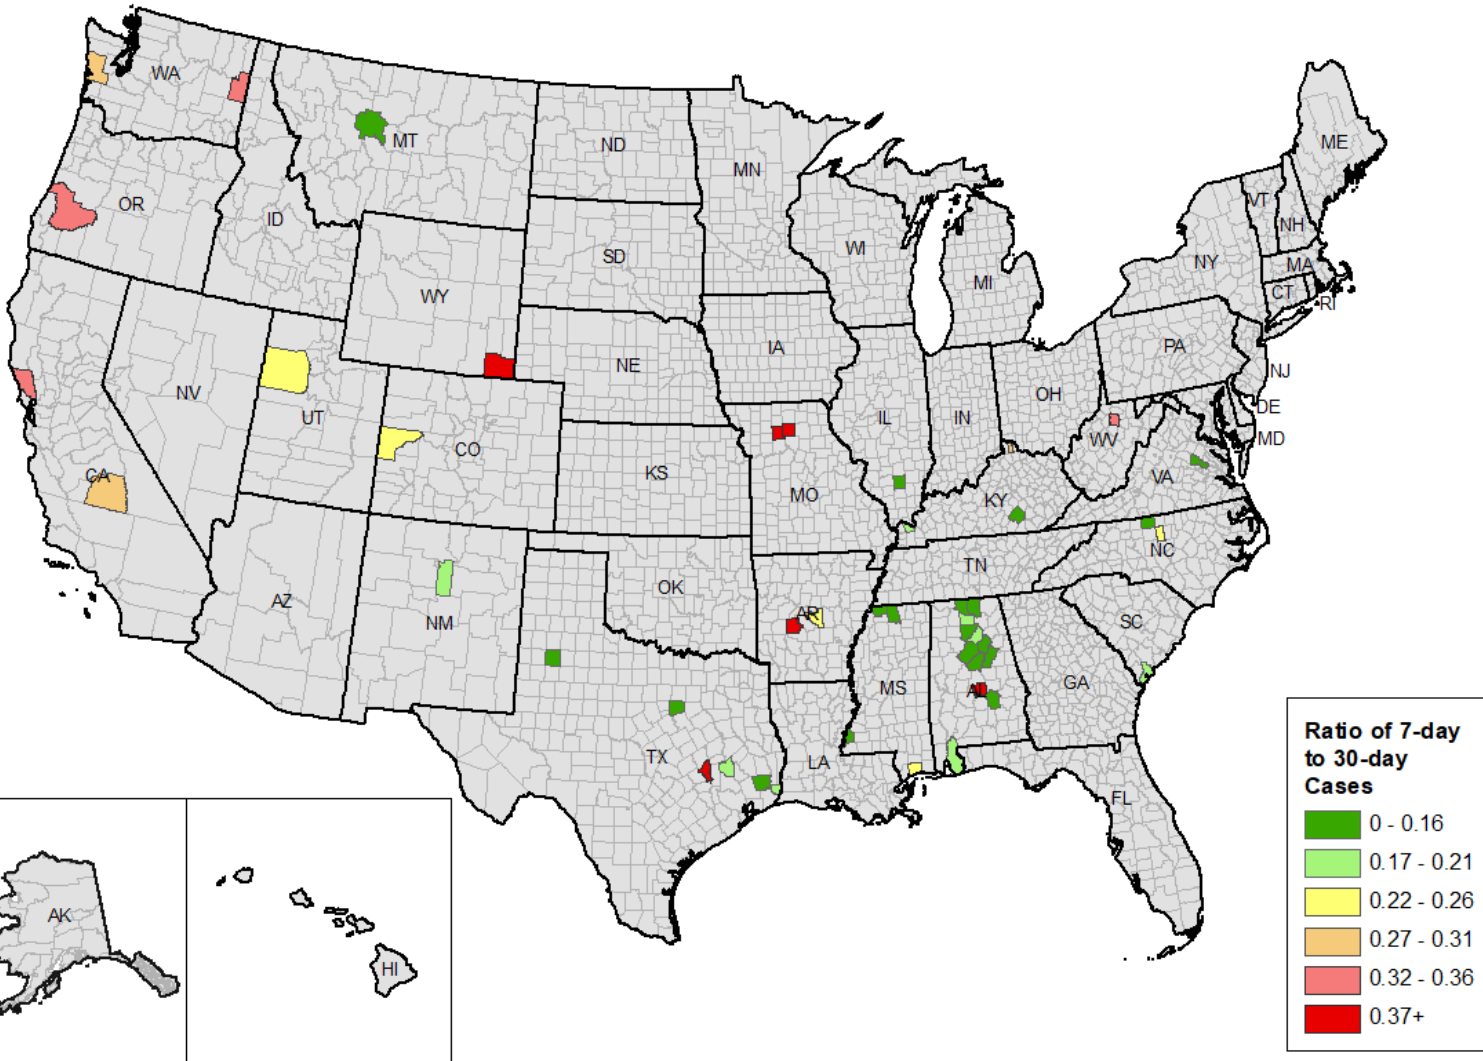 WA
MT
ND
MN
ME
OR
ID
SD
WI
MI
VT
NH
NY
MA
CT
RI
WY
IA
NE
PA
NJ
NV
UT
CO
IL
IN
OH
DE
MD
WV
VA
CA
KS
MO
KY
NC
AZ
NM
OK
TN
AR
SC
MS
AL
GA
TX
LA
FL
AK
HI
Ratio of 7-day
to 30-day
Cases
0 - 0.16
0.17 - 0.21
0.22 - 0.26
0.27 - 0.31
0.32 - 0.36
0.37+